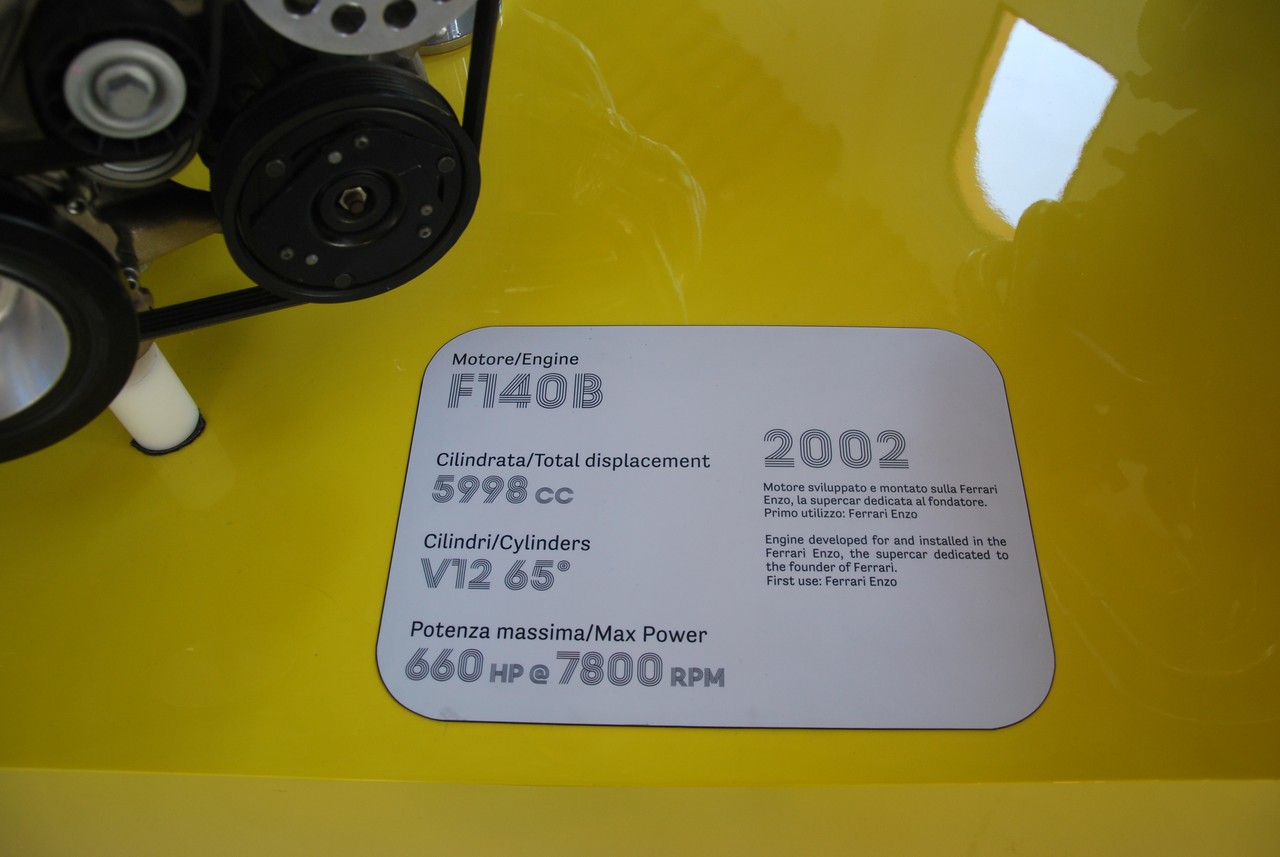 Motore/Engine
F140B
Cilindrata/Total displacement
5998 CC
Cilindri/Cylinders
V12 65°
Potenza massima/Max Power
660 HP @ 7800 RPM
2002
Motore sviluppato e montato sulla Ferrari
Enzo, la supercar dedicata al fondatore.
Primo utilizzo: Ferrari Enzo
Engine developed for and installed in the
Ferrari Enzo, the supercar dedicated to
the founder of Ferrari.
First use: Ferrari Enzo